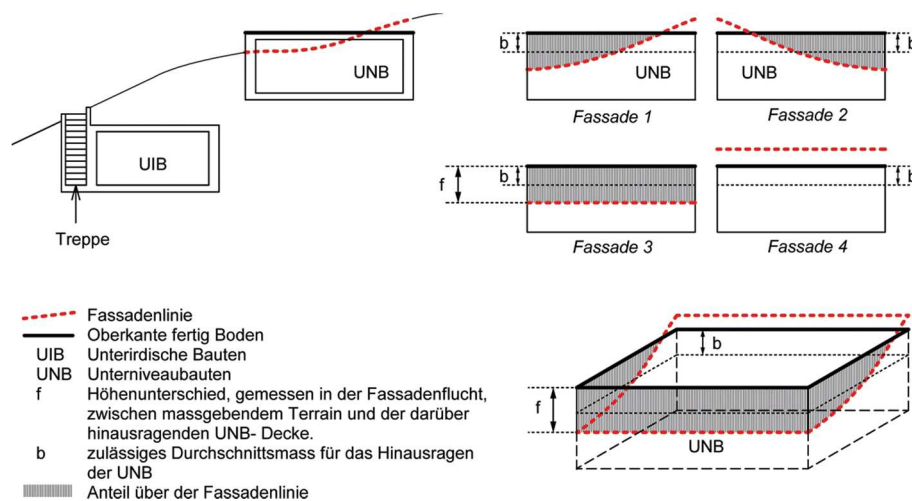 UNB
UIB
Treppe
b
UNB
Fassade 1
b
UNB
Fassade 2
f
b
Fassade 3
b
Fassade 4
Fassadenlinie
Oberkante fertig Boden
UIB Unterirdische Bauten
UNB Unterniveaubauten
f Höhenunterschied, gemessen in der Fassadenflucht,
zwischen massgebendem Terrain und der darüber
hinausragenden UNB- Decke.
b zulässiges Durchschnittsmass für das Hinausragen
der UNB
Anteil über der Fassadenlinie
b
f
UNB